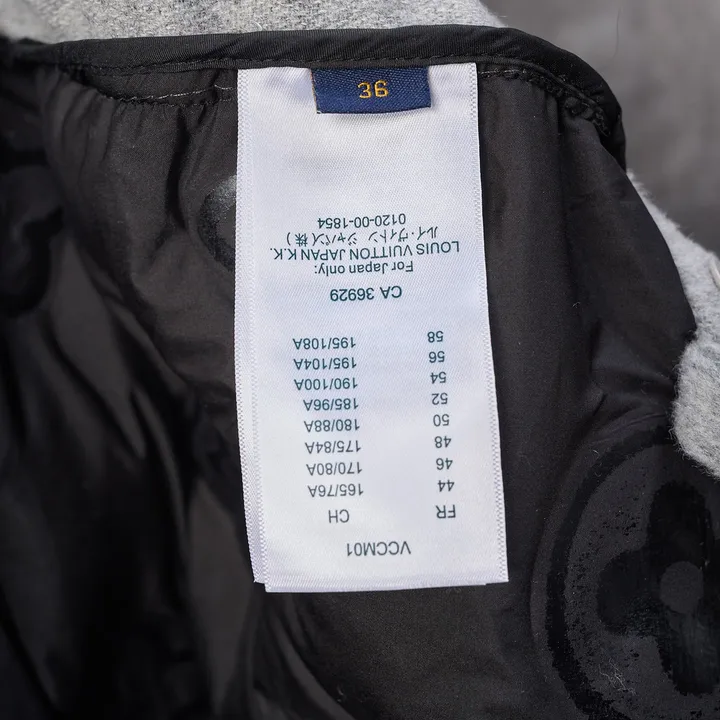 36
VCCM01
FR CH
44 165/76A
46 170/80A
48 175/84A
50 180/88A
52 185/96A
54 190/100A
56 195/104A
58 195/108A
CA 36929
For Japan only:
LOUIS VUITTON JAPAN K.K.
ルイ・ヴィトン ジャパン(株)
0120-00-1854